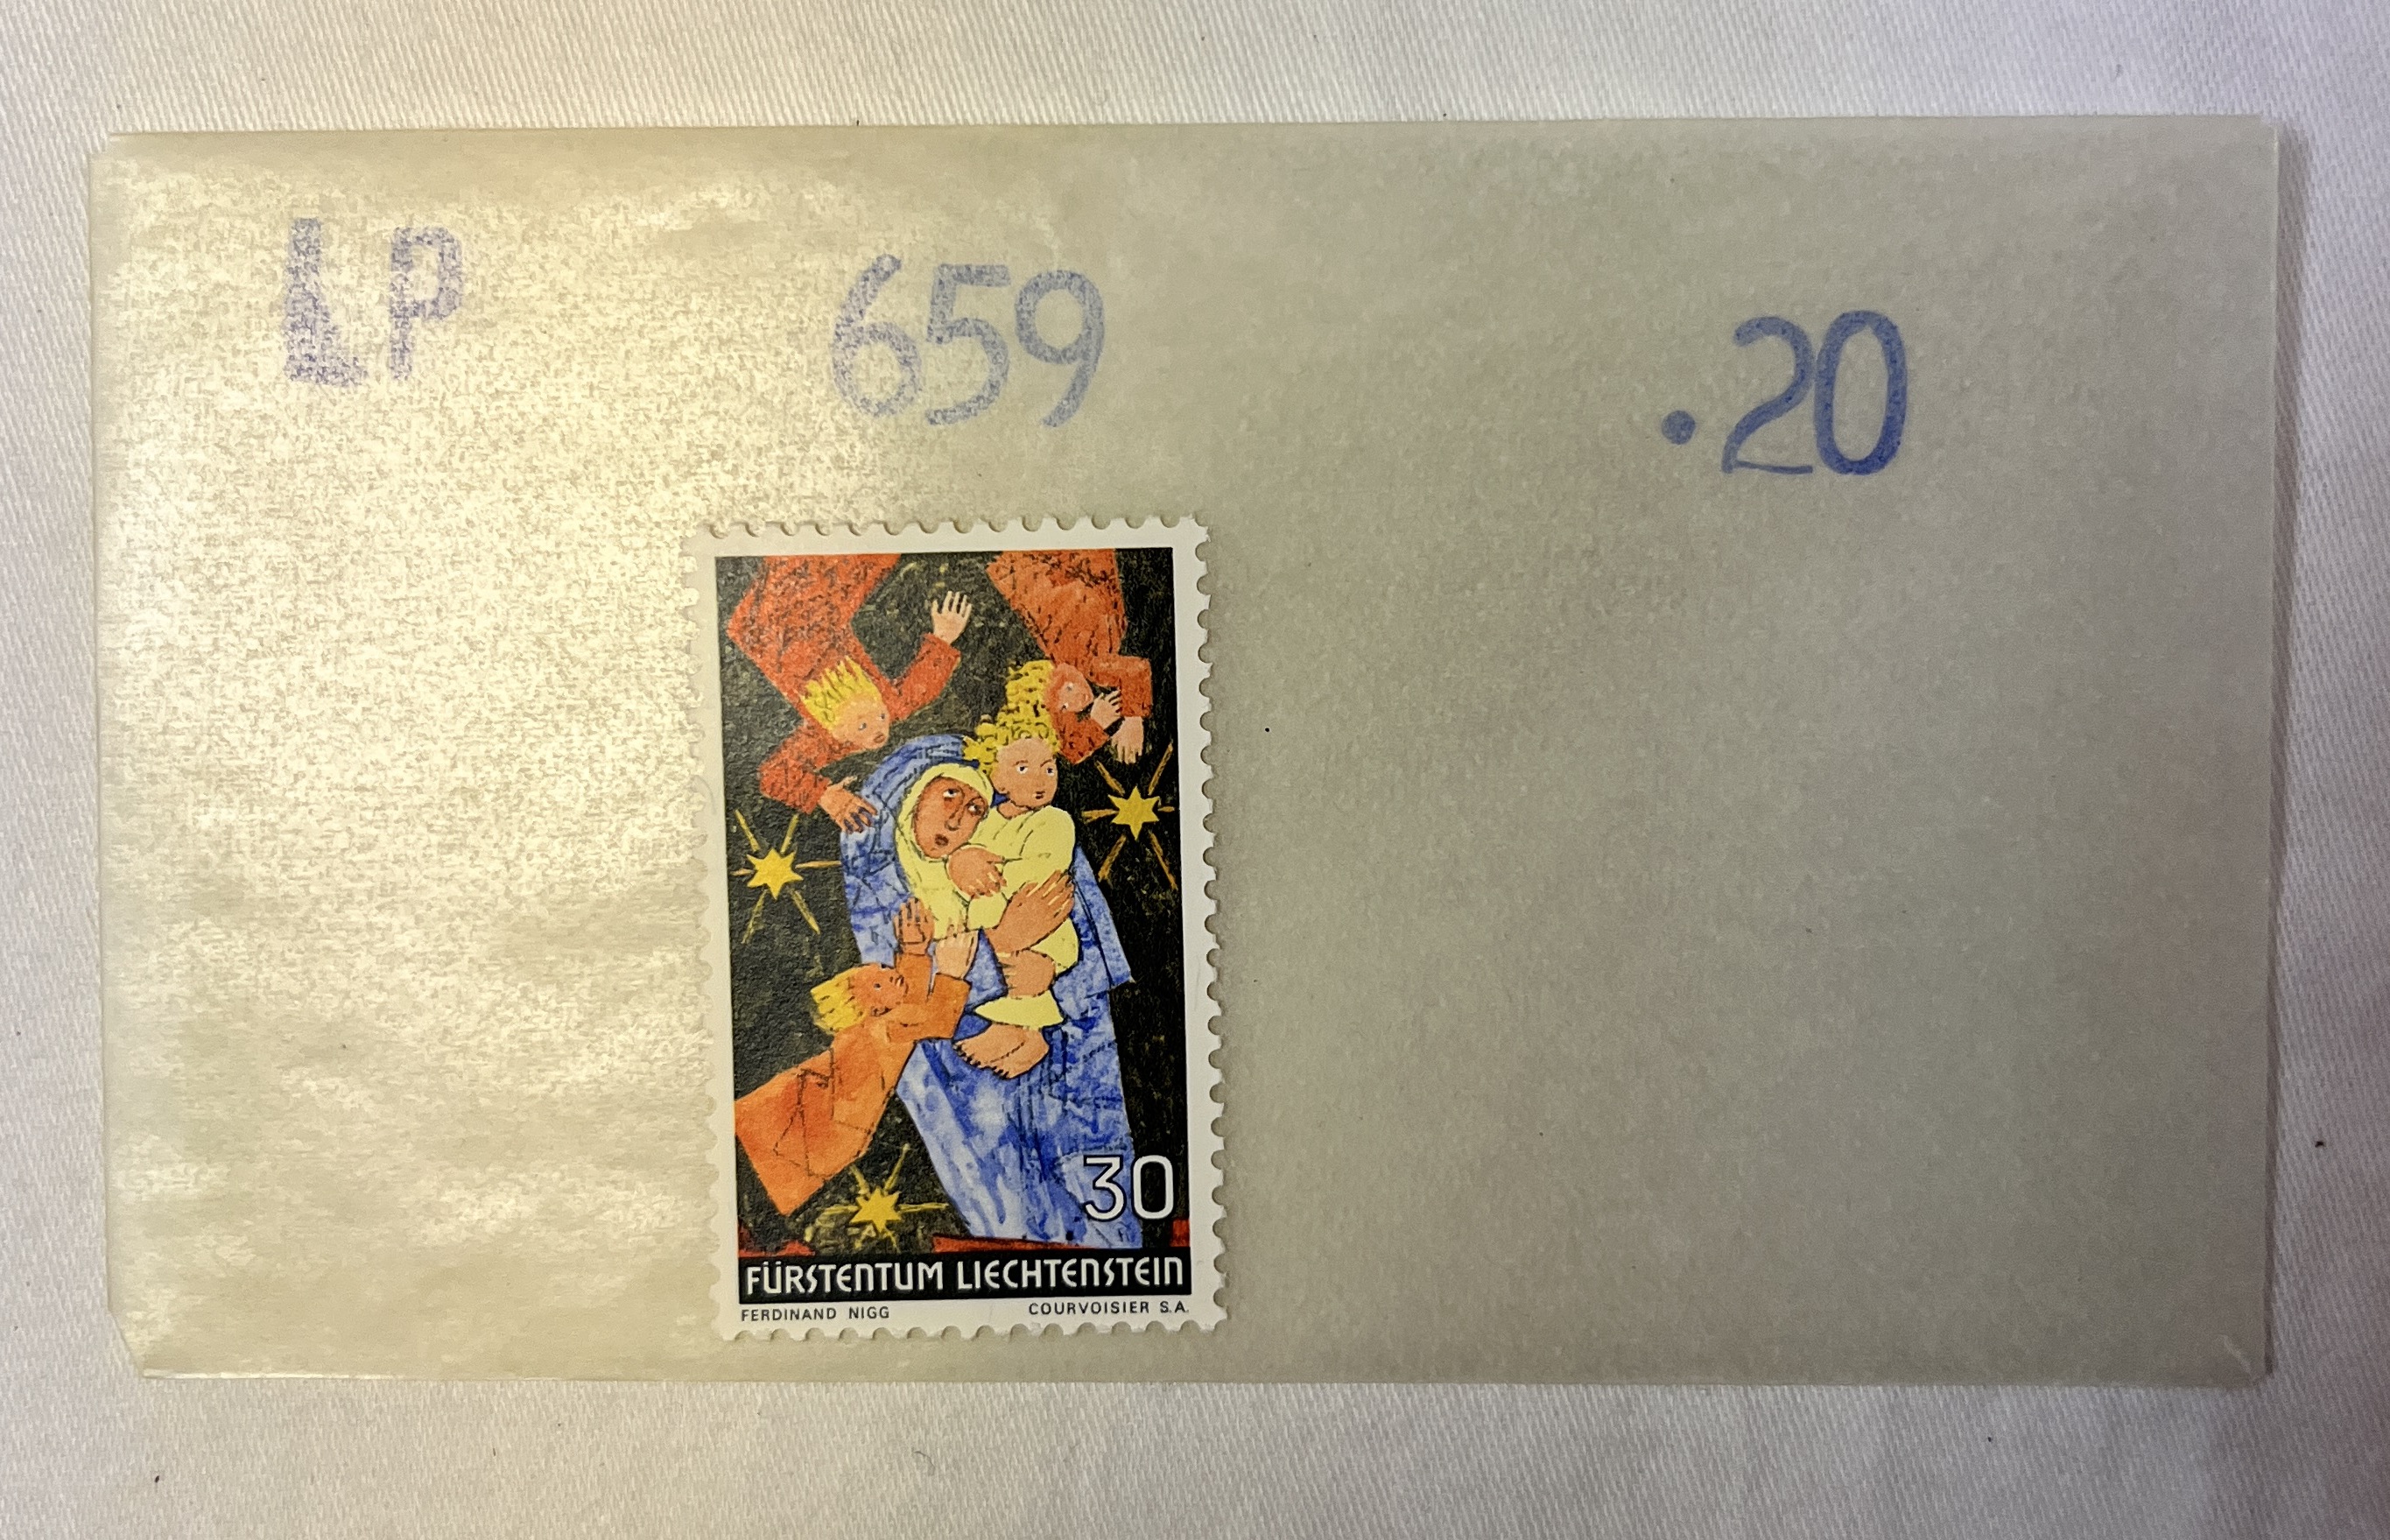 LP 659 .20
30
FÜRSTENTUM LIECHTENSTEIN
FERDINAND NIGG COURVOISIER S.A.